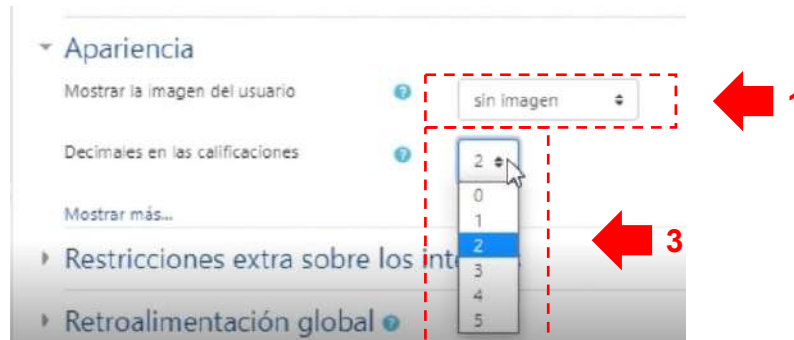 Apariencia
Mostrar la imagen del usuario ? sin imagen
Decimales en las calificaciones ? 2
0
1
Mostrar más...
2 3
Restricciones extra sobre los int s
3
4
Retroalimentación global ?
5